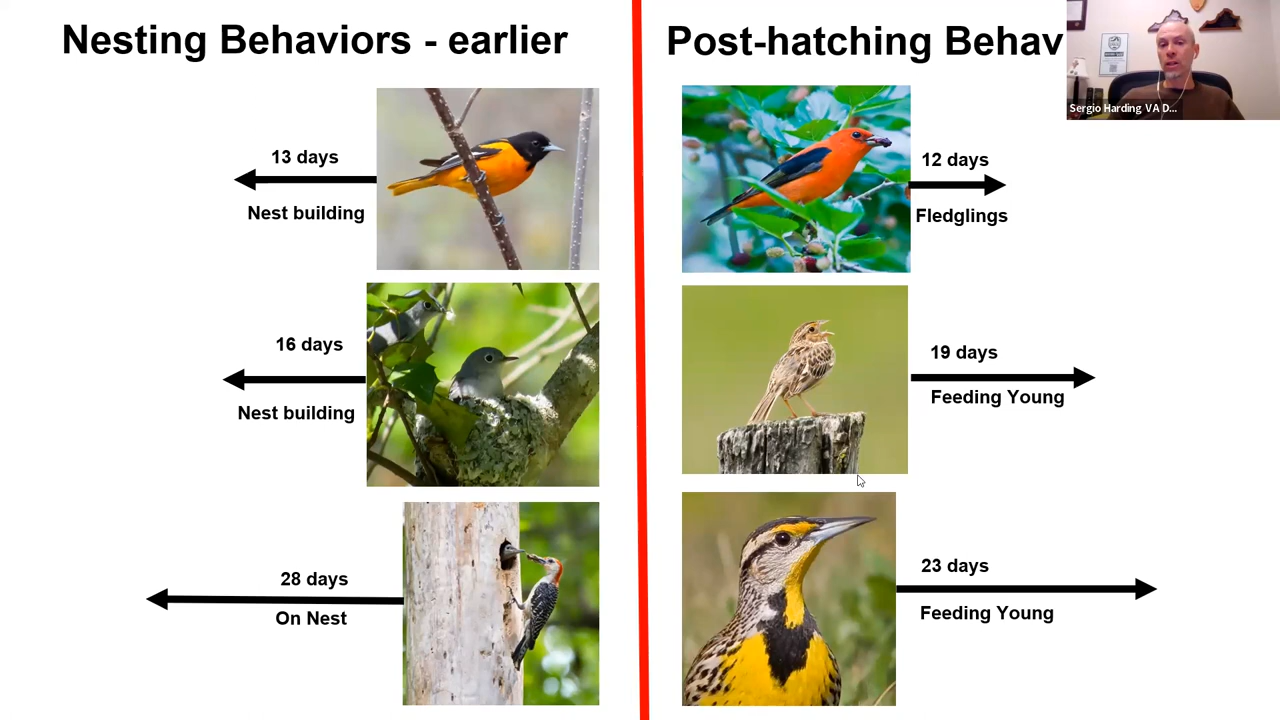 Nesting Behaviors - earlier
13 days
Nest building
16 days
Nest building
28 days
On Nest
Post-hatching Behav
12 days
Fledglings
19 days
Feeding Young
23 days
Feeding Young
Sergio Harding VA D...